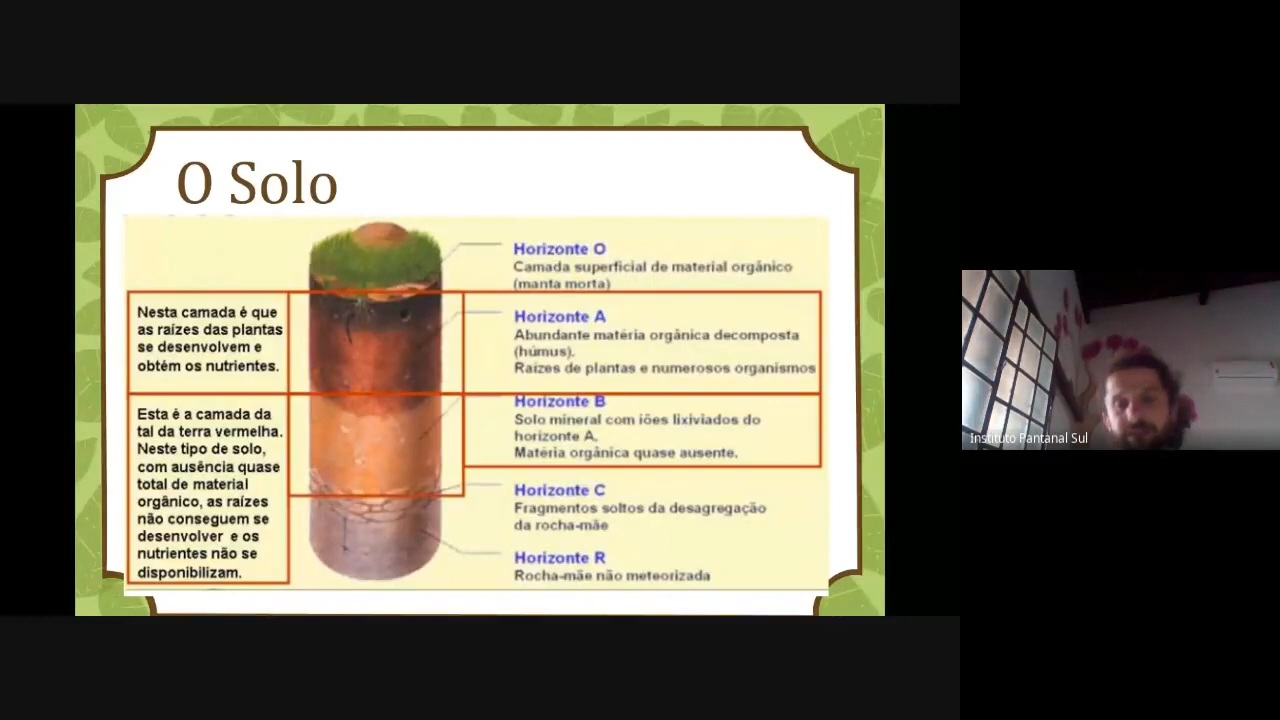 O Solo
Horizonte O
Camada superficial de material orgânico
(manta morta)
Nesta camada é que
as raízes das plantas
se desenvolvem e
obtém os nutrientes.
Horizonte A
Abundante matéria orgânica decomposta
(húmus).
Raízes de plantas e numerosos organismos
Esta é a camada da
tal da terra vermelha.
Neste tipo de solo,
com ausência quase
total de material
orgânico, as raízes
não conseguem se
desenvolver e os
nutrientes não se
disponibilizam.
Horizonte B
Solo mineral com iões lixiviados do
horizonte A.
Matéria orgânica quase ausente.
Horizonte C
Fragmentos soltos da desagregação
da rocha-mãe
Horizonte R
Rocha-mãe não meteorizada
Instituto Pantanal Sul